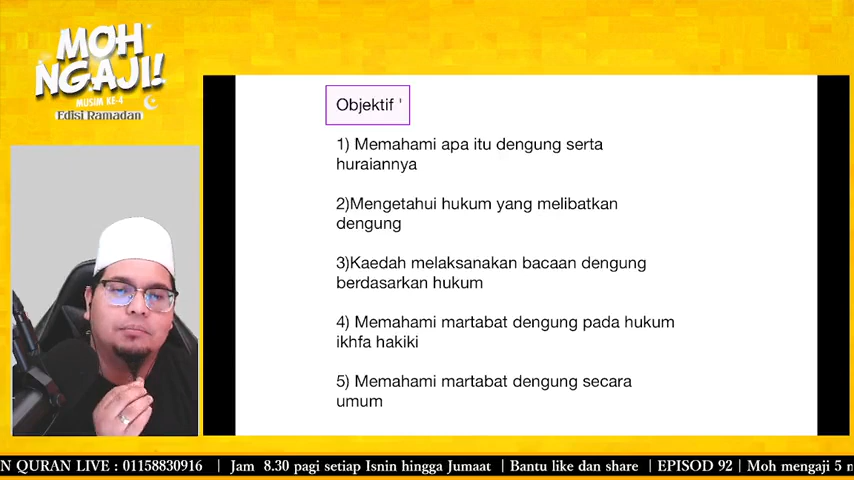 MOH
NGAJI!
MUSIM KE-4
Edisi Ramadan
Objektif '
1) Memahami apa itu dengung serta
huraiannya
2)Mengetahui hukum yang melibatkan
dengung
3)Kaedah melaksanakan bacaan dengung
berdasarkan hukum
4) Memahami martabat dengung pada hukum
ikhfa hakiki
5) Memahami martabat dengung secara
umum
N QURAN LIVE : 01158830916 | Jam 8.30 pagi setiap Isnin hingga Jumaat | Bantu like dan share | EPISOD 92 | Moh mengaji 5 m